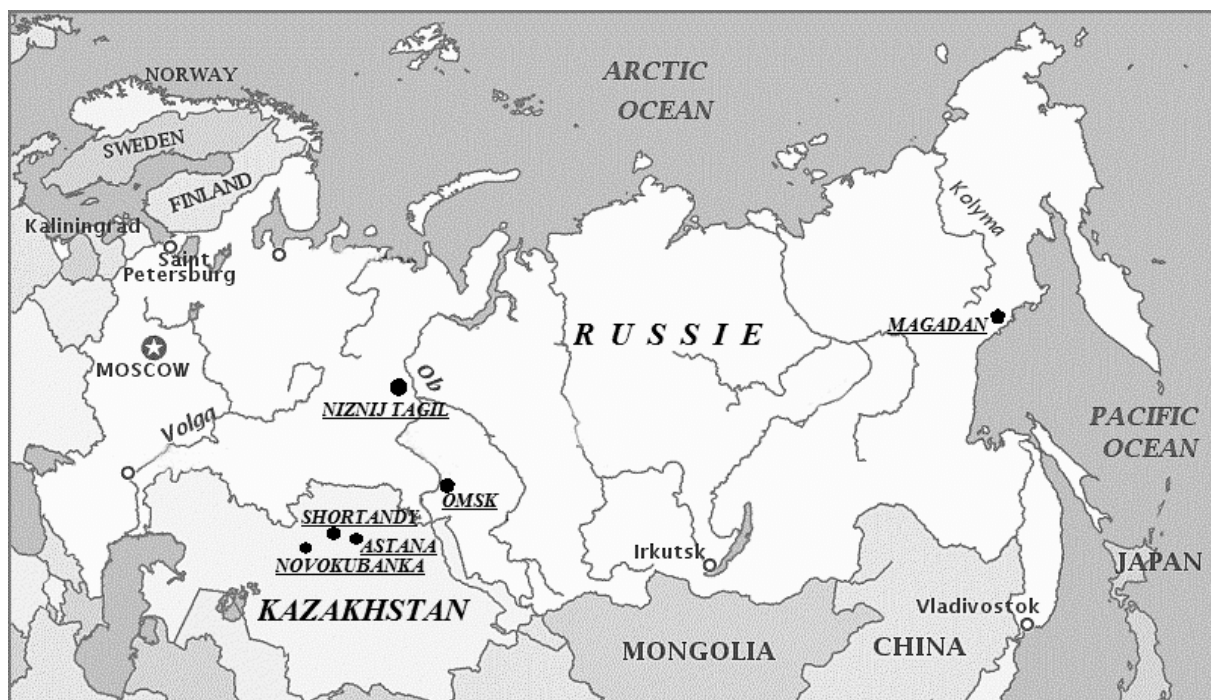 NORWAY
ARCTIC
OCEAN
SWEDEN
FINLAND
Kaliningrad
Saint
Petersburg
Kolyma
MAGADAN
RUSSIE
MOSCOW
Ob
NIZNIJ TAGIL
Volga
PACIFIC
OCEAN
OMSK
SHORTANDY
ASTANA
NOVOKUBANKA
Irkutsk
JAPAN
KAZAKHSTAN
Vladivostok
MONGOLIA
CHINA